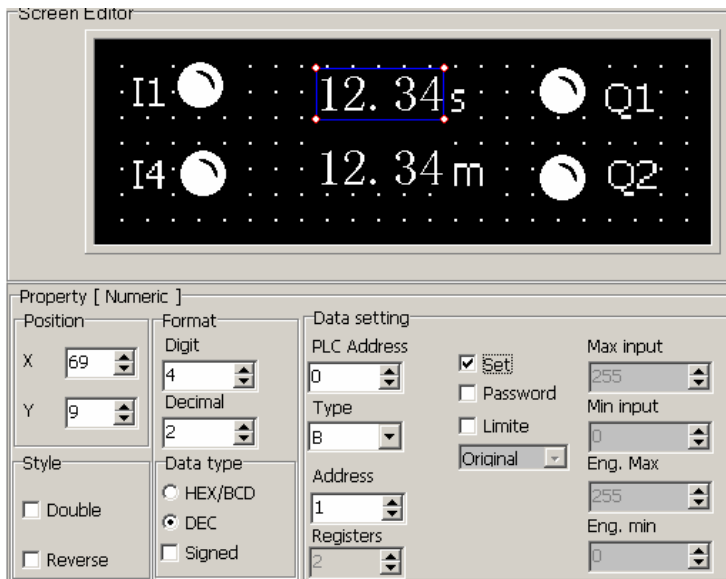 Screen Editor
I1 12.34s Q1
I4 12.34m Q2
Property [ Numeric ]
Position Format Data setting
Digit PLC Address Set Max input
X 69 4 0 255
Decimal Password Min input
Y 9 2 Type Limite 0
B
Style Data type Original Eng. Max
HEX/BCD Address 255
Double DEC 1 Eng. min
Reverse Signed Registers 0
2